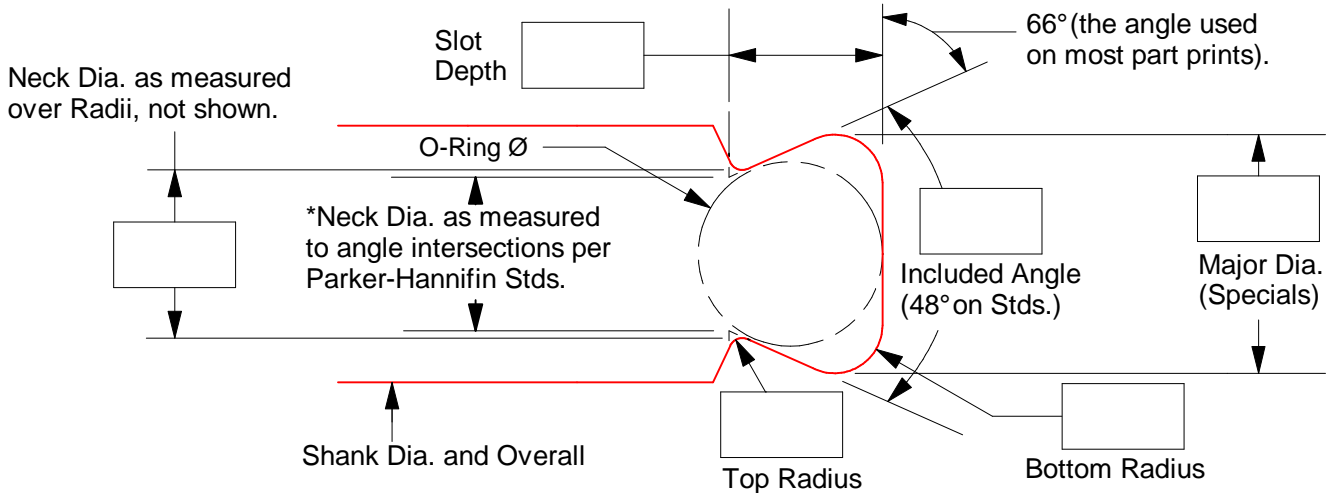 Neck Dia. as measured
over Radii, not shown.
Slot
Depth
66° (the angle used
on most part prints).
O-Ring Ø
*Neck Dia. as measured
to angle intersections per
Parker-Hannifin Stds.
Included Angle
(48° on Stds.)
Major Dia.
(Specials)
Shank Dia. and Overall
Top Radius
Bottom Radius